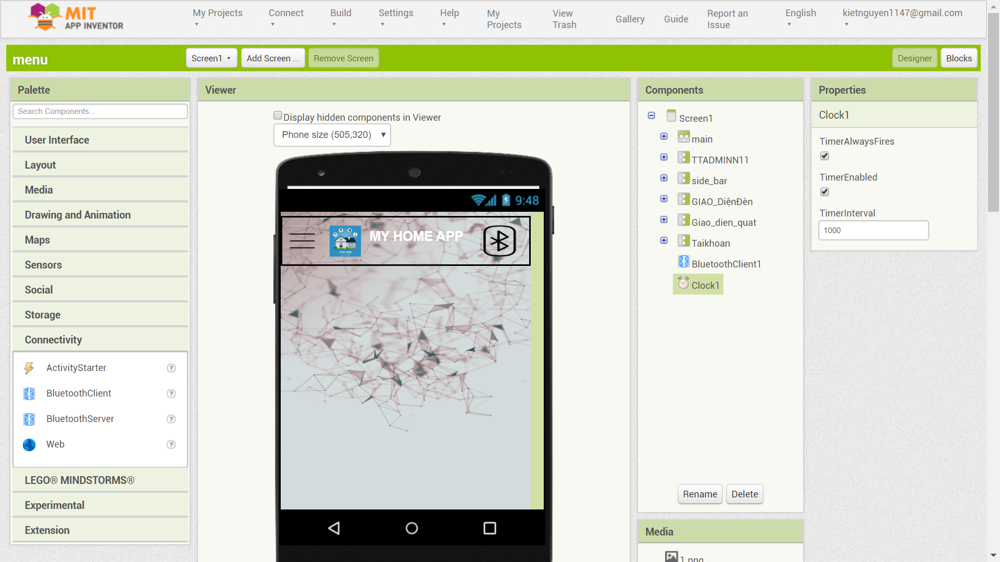 MIT
APP INVENTOR
My Projects
Connect
Build
Settings
Help
My Projects
View Trash
Gallery
Guide
Report an Issue
English
kietnguyen1147@gmail.com
menu
Screen1
Add Screen ...
Remove Screen
Designer
Blocks
Palette
Search Components...
User Interface
Layout
Media
Drawing and Animation
Maps
Sensors
Social
Storage
Connectivity
ActivityStarter
BluetoothClient
BluetoothServer
Web
LEGO® MINDSTORMS®
Experimental
Extension
Viewer
Display hidden components in Viewer
Phone size (505,320)
9:48
MY HOME APP
Components
Screen1
main
TTADMINN11
side_bar
GIAO_DiệnĐèn
Giao_dien_quat
Taikhoan
BluetoothClient1
Clock1
Rename
Delete
Media
1.png
Properties
Clock1
TimerAlwaysFires
TimerEnabled
TimerInterval
1000